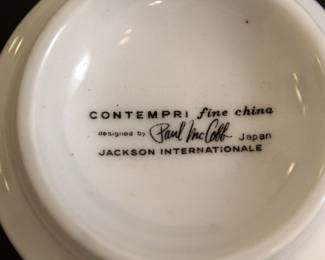 CONTEMPRI fine china
designed by Paul McCobb Japan
JACKSON INTERNATIONALE